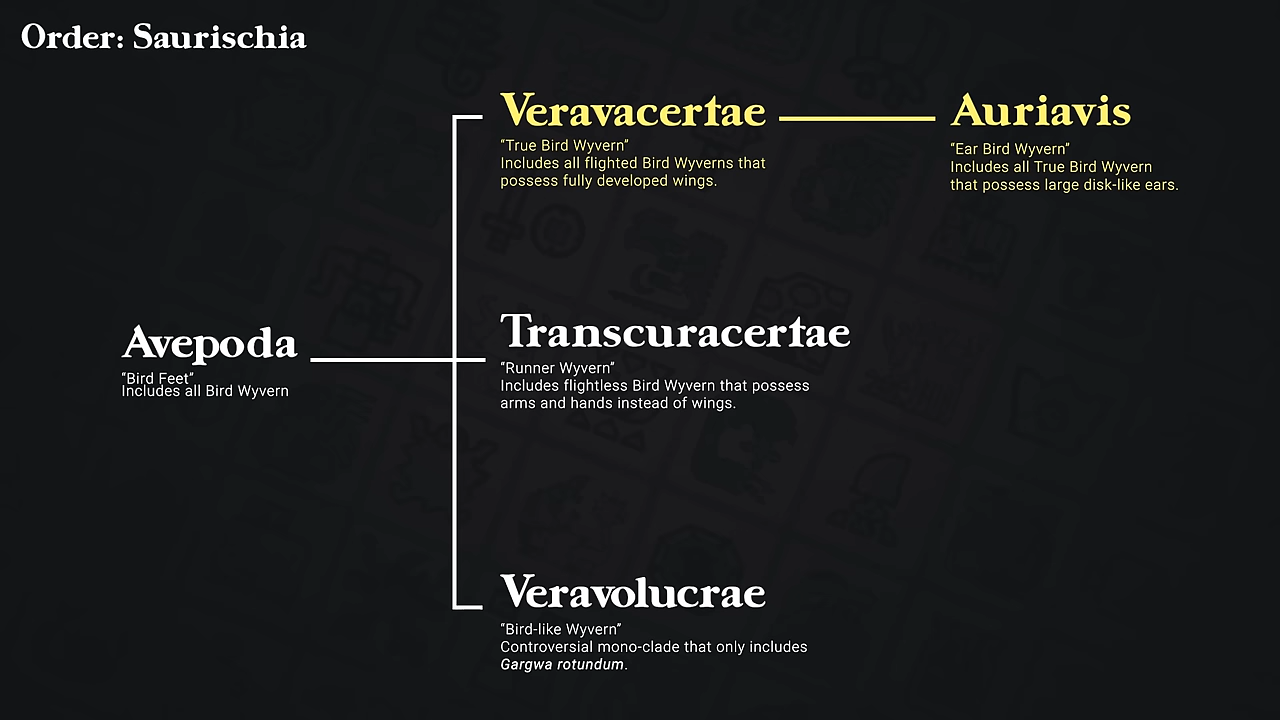 Order: Saurischia
Veravacertae
"True Bird Wyvern"
Includes all flighted Bird Wyverns that
possess fully developed wings.
Auriavis
"Ear Bird Wyvern"
Includes all True Bird Wyvern
that possess large disk-like ears.
Avepoda
"Bird Feet"
Includes all Bird Wyvern
Transcuracertae
"Runner Wyvern"
Includes flightless Bird Wyvern that possess
arms and hands instead of wings.
Veravolucrae
"Bird-like Wyvern"
Controversial mono-clade that only includes
Gargwa rotundum.